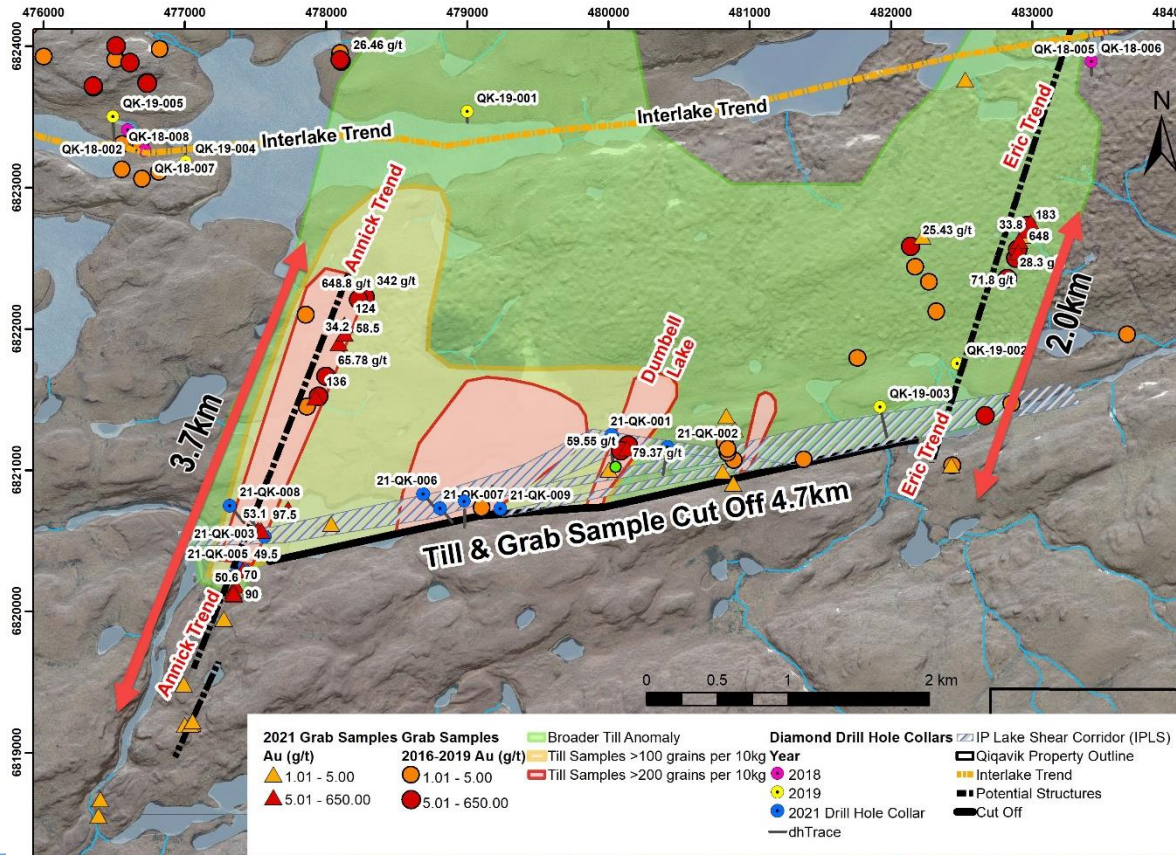 476000 477000 478000 479000 480000 481000 482000 483000
6824000
6823000
6822000
6821000
6820000
6819000
26.46 g/t
QK-19-005
QK-18-008
QK-18-002
QK-19-004
QK-18-007
Interlake Trend
QK-19-001
Interlake Trend
QK-18-005
QK-18-006
N
Eric Trend
Annick Trend
648.8 g/t
342 g/t
124
34.2
58.5
65.78 g/t
136
25.43 g/t
183
33.8
648
28.3 g
71.8 g/t
2.0km
QK-19-002
QK-19-003
Eric Trend
Dumbell Lake
3.7km
21-QK-001
59.55 g/t
79.37 g/t
21-QK-002
21-QK-006
21-QK-007
21-QK-009
21-QK-008
53.1
97.5
21-QK-003
21-QK-005
49.5
50.6
70
90
Till & Grab Sample Cut Off 4.7km
Annick Trend
0 0.5 1 2 km
2021 Grab Samples
Au (g/t)
1.01 - 5.00
5.01 - 650.00
Grab Samples
2016-2019 Au (g/t)
1.01 - 5.00
5.01 - 650.00
Broader Till Anomaly
Till Samples >100 grains per 10kg
Till Samples >200 grains per 10kg
Diamond Drill Hole Collars
Year
2018
2019
2021 Drill Hole Collar
dhTrace
IP Lake Shear Corridor (IPLS)
Qiqavik Property Outline
Interlake Trend
Potential Structures
Cut Off